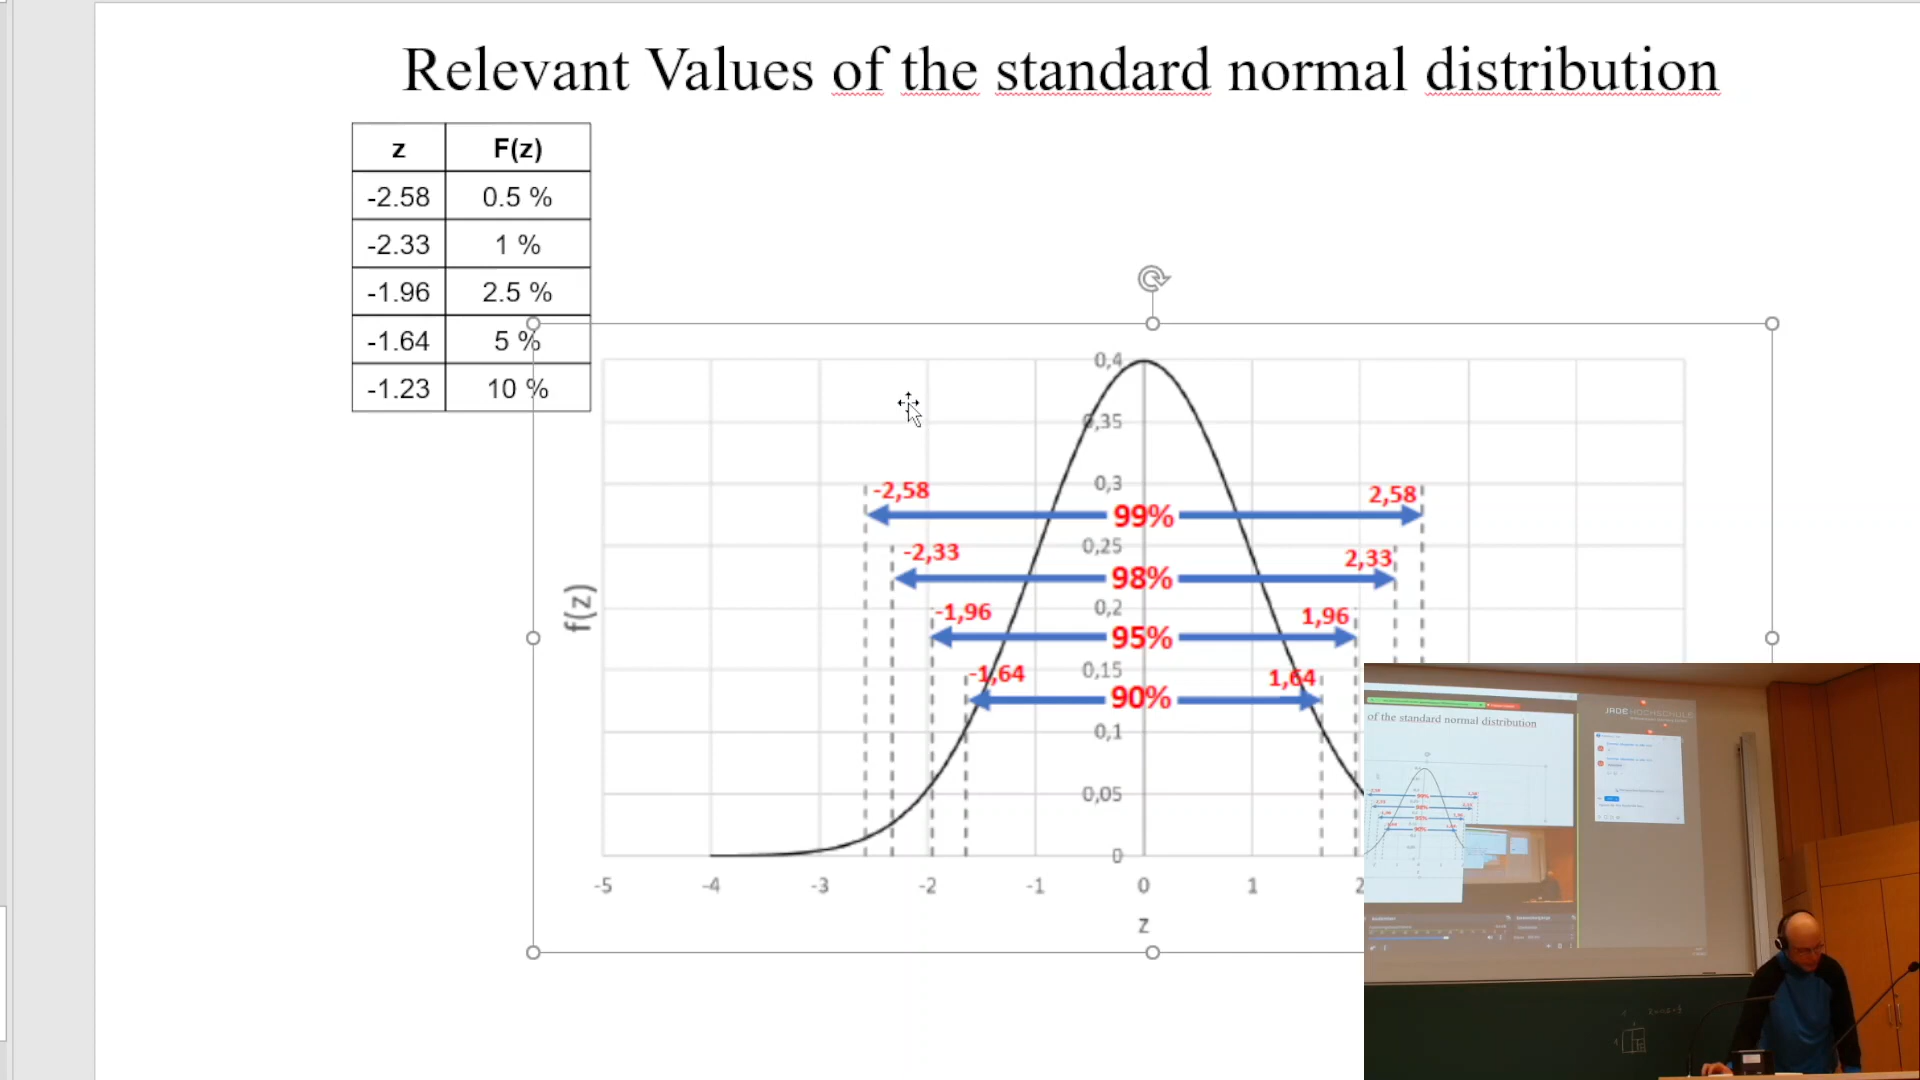 Relevant Values of the standard normal distribution
z F(z)
-2.58 0.5 %
-2.33 1 %
-1.96 2.5 %
-1.64 5 %
-1.23 10 %
0,4
0,35
0,3
0,25
0,2
0,15
0,1
0,05
0
-2,58 99% 2,58
-2,33 98% 2,33
-1,96 95% 1,96
-1,64 90% 1,64
f(z)
-5 -4 -3 -2 -1 0 1 2
z
of the standard normal distribution
JADE HOCHSCHULE